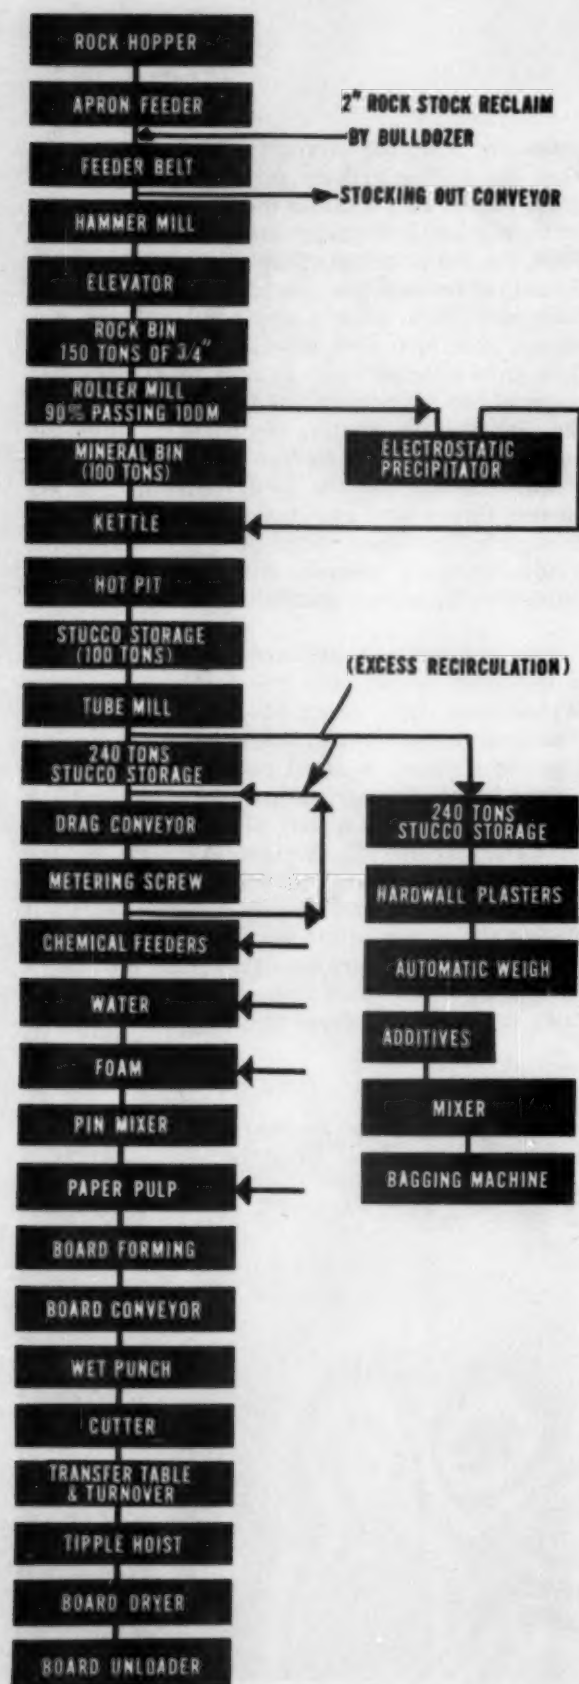 ROCK HOPPER
APRON FEEDER
2" ROCK STOCK RECLAIM
BY BULLDOZER
FEEDER BELT
STOCKING OUT CONVEYOR
HAMMER MILL
ELEVATOR
ROCK BIN
150 TONS OF 3/4"
ROLLER MILL
90% PASSING 100M
ELECTROSTATIC
PRECIPITATOR
MINERAL BIN
(100 TONS)
KETTLE
HOT PIT
STUCCO STORAGE
(100 TONS)
(EXCESS RECIRCULATION)
TUBE MILL
240 TONS
STUCCO STORAGE
DRAG CONVEYOR
METERING SCREW
CHEMICAL FEEDERS
WATER
FOAM
PIN MIXER
PAPER PULP
BOARD FORMING
BOARD CONVEYOR
WET PUNCH
CUTTER
TRANSFER TABLE
& TURNOVER
TIPPLE HOIST
BOARD DRYER
BOARD UNLOADER
240 TONS
STUCCO STORAGE
HARDWALL PLASTERS
AUTOMATIC WEIGH
ADDITIVES
MIXER
BAGGING MACHINE